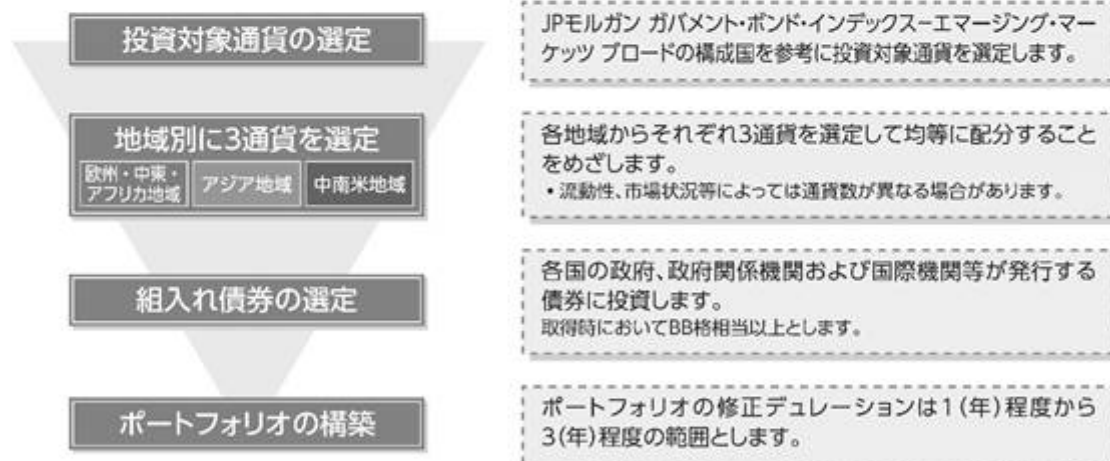 投資対象通貨の選定
JPモルガン ガバメント・ボンド・インデックス-エマージング・マー
ケッツ ブロードの構成国を参考に投資対象通貨を選定します。
地域別に3通貨を選定
欧州・中東・
アフリカ地域
アジア地域
中南米地域
各地域からそれぞれ3通貨を選定して均等に配分すること
をめざします。
• 流動性、市場状況等によっては通貨数が異なる場合があります。
組入れ債券の選定
各国の政府、政府関係機関および国際機関等が発行する
債券に投資します。
取得時においてBB格相当以上とします。
ポートフォリオの構築
ポートフォリオの修正デュレーションは1(年)程度から
3(年)程度の範囲とします。